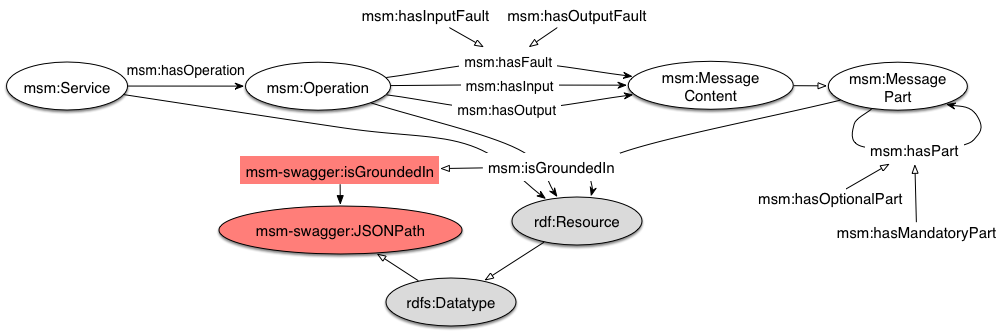 msm:hasInputFault
msm:hasOutputFault
msm:hasOperation
msm:hasFault
msm:Service
msm:Operation
msm:hasInput
msm:hasOutput
msm:Message
Content
msm:Message
Part
msm:hasPart
msm-swagger:isGroundedIn
msm:isGroundedIn
msm:hasOptionalPart
msm-swagger:JSONPath
rdf:Resource
msm:hasMandatoryPart
rdfs:Datatype